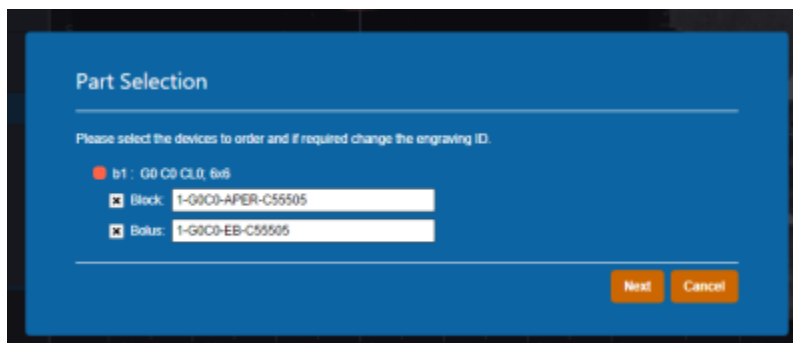 Part Selection
Please select the devices to order and if required change the engraving ID.
b1 : G0 C0 CL0; 6x6
Block: 1-G0C0-APER-C55505
Bolus: 1-G0C0-EB-C55505
Next Cancel